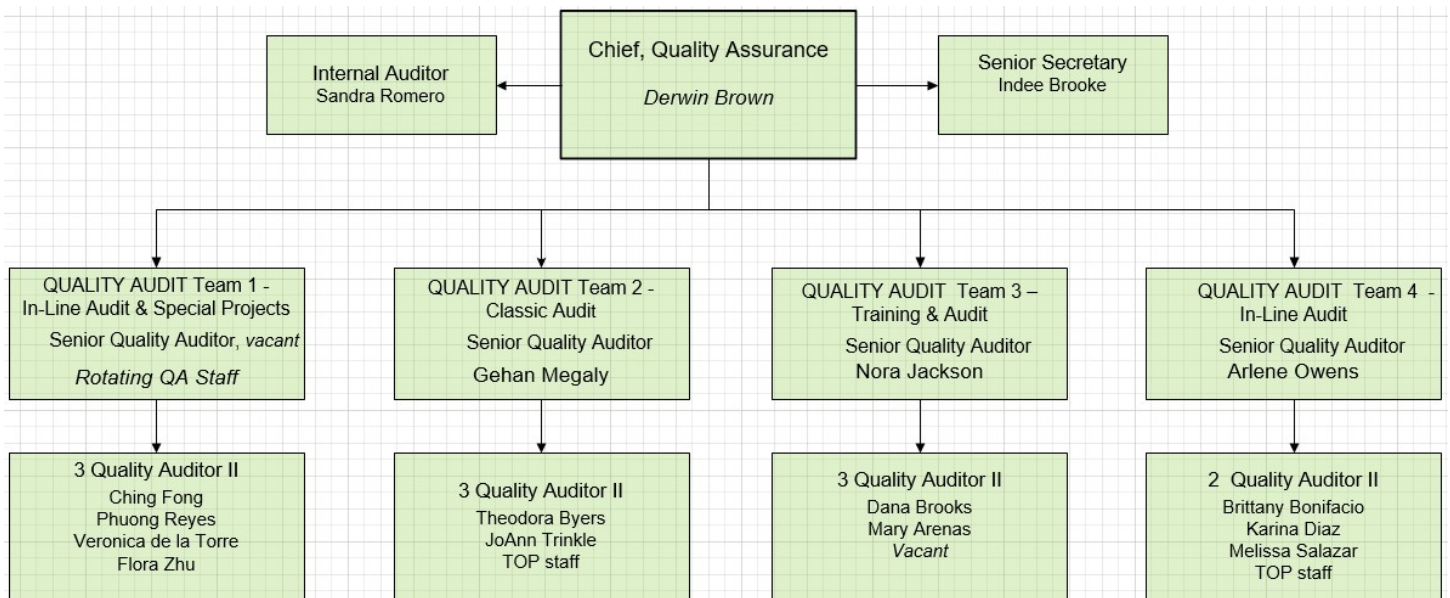 Chief, Quality Assurance
Derwin Brown
Internal Auditor
Sandra Romero
Senior Secretary
Indee Brooke
QUALITY AUDIT Team 1 -
In-Line Audit & Special Projects
Senior Quality Auditor, vacant
Rotating QA Staff
QUALITY AUDIT Team 2 -
Classic Audit
Senior Quality Auditor
Gehan Megaly
QUALITY AUDIT Team 3 –
Training & Audit
Senior Quality Auditor
Nora Jackson
QUALITY AUDIT Team 4 -
In-Line Audit
Senior Quality Auditor
Arlene Owens
3 Quality Auditor II
Ching Fong
Phuong Reyes
Veronica de la Torre
Flora Zhu
3 Quality Auditor II
Theodora Byers
JoAnn Trinkle
TOP staff
3 Quality Auditor II
Dana Brooks
Mary Arenas
Vacant
2 Quality Auditor II
Brittany Bonifacio
Karina Diaz
Melissa Salazar
TOP staff